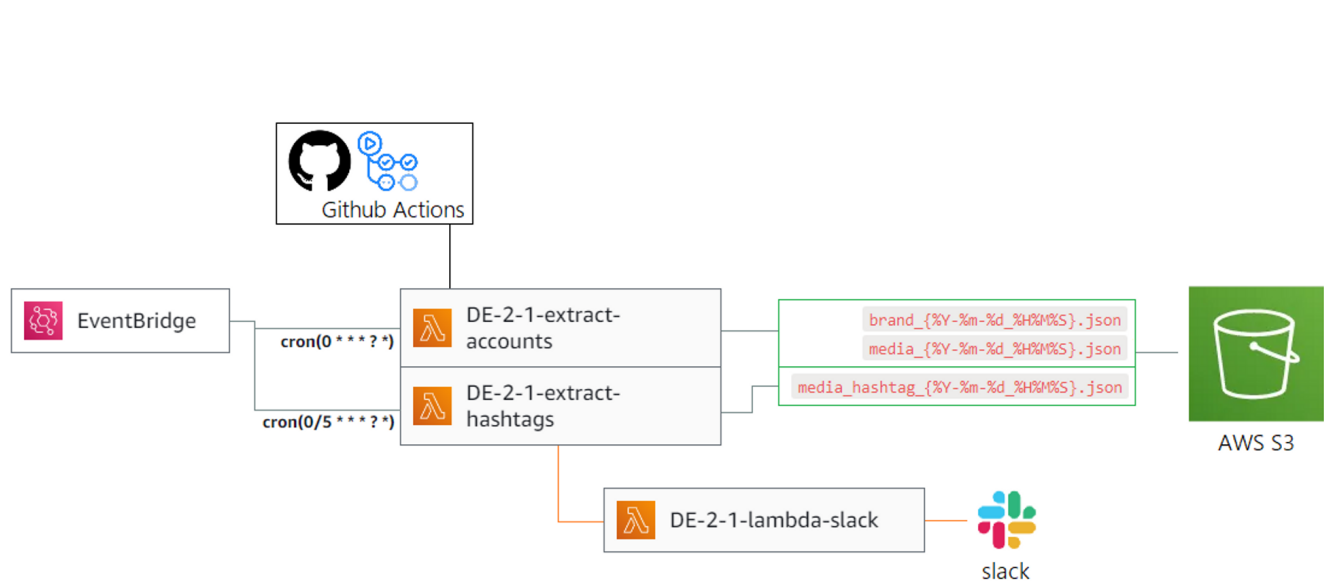 Github Actions
EventBridge
cron(0 * * * ? *)
cron(0/5 * * * ? *)
DE-2-1-extract-
accounts
DE-2-1-extract-
hashtags
brand_{%Y-%m-%d_%H%M%S}.json
media_{%Y-%m-%d_%H%M%S}.json
media_hashtag_{%Y-%m-%d_%H%M%S}.json
AWS S3
DE-2-1-lambda-slack
slack